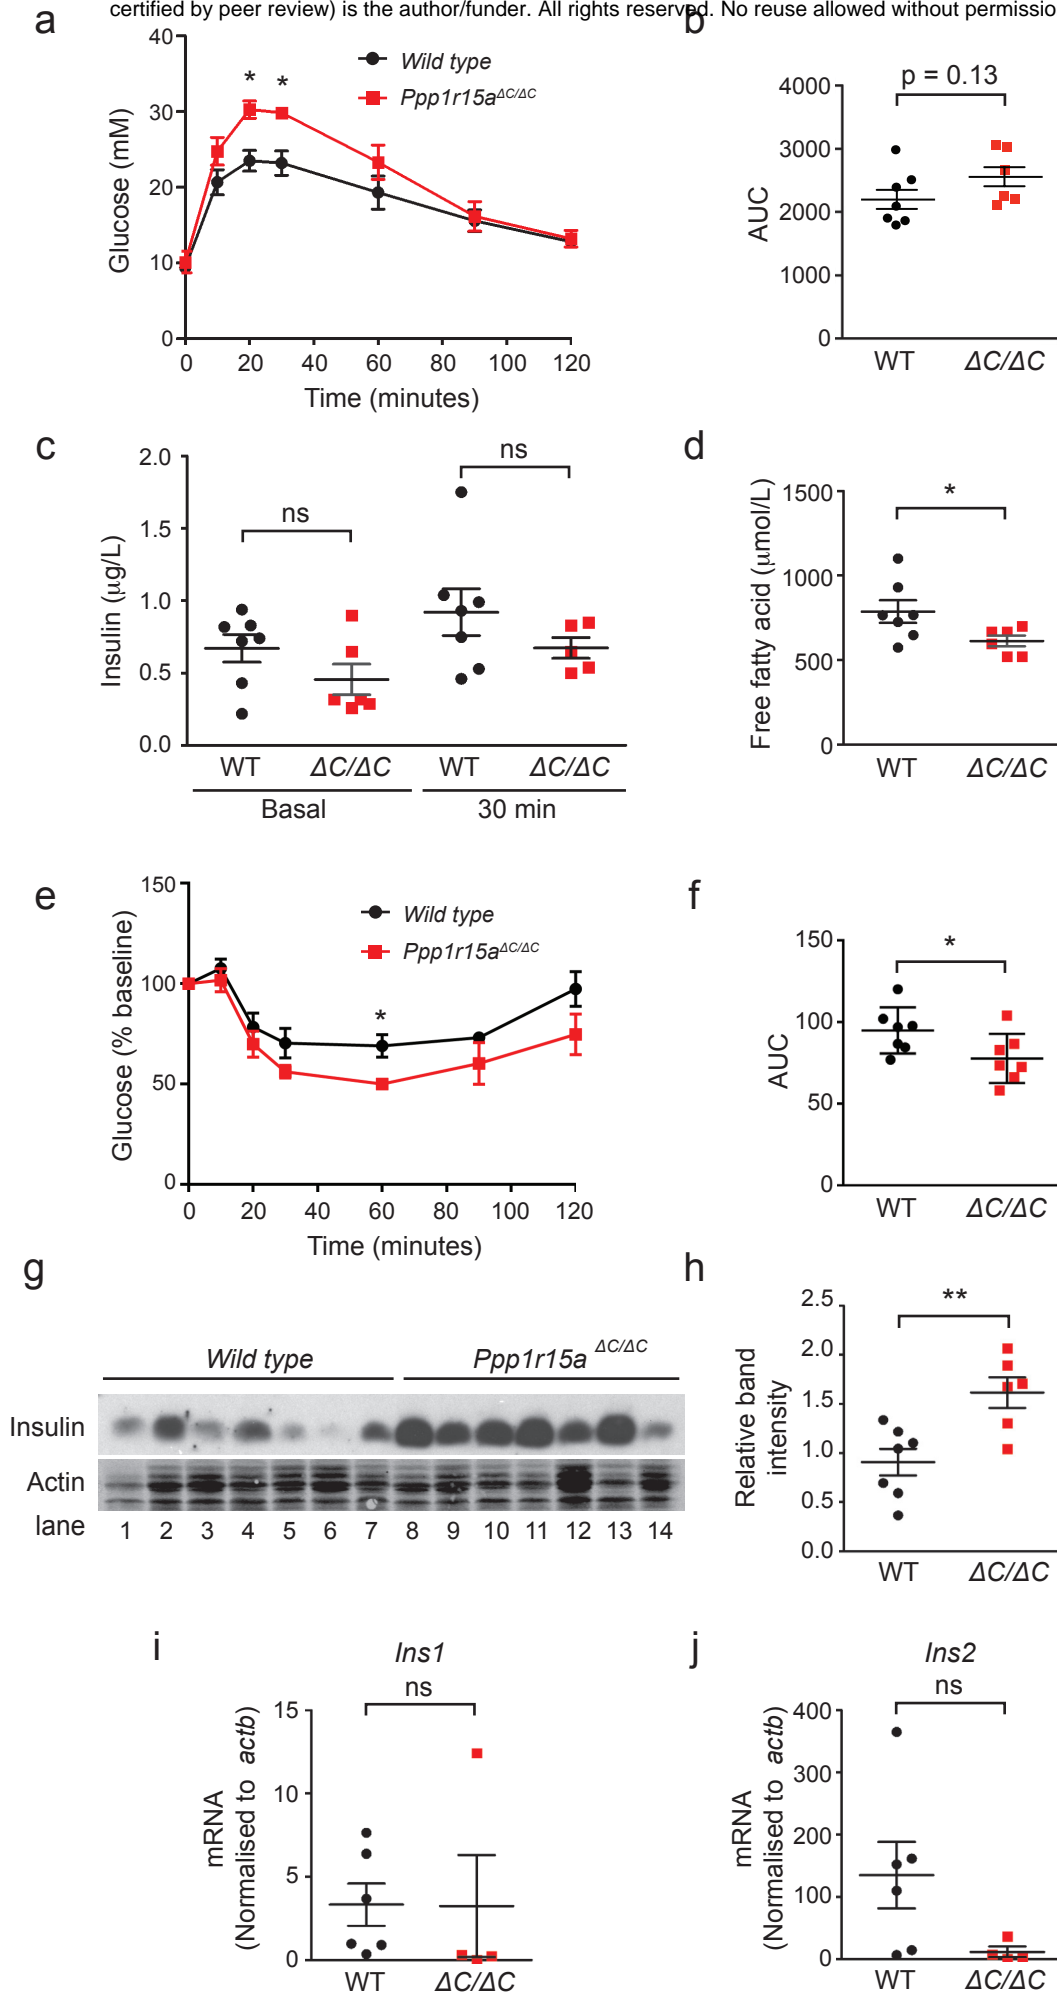 certified by peer review) is the author/funder. All rights reserved. No reuse allowed without permissio
a
Glucose (mM)
40
30
20
10
0
0 20 40 60 80 100 120
Time (minutes)
* *
Wild type
Ppp1r15aΔC/ΔC
b
AUC
4000
3000
2000
1000
0
p = 0.13
WT ΔC/ΔC
c
Insulin (μg/L)
2.0
1.5
1.0
0.5
0.0
ns
ns
WT ΔC/ΔC WT ΔC/ΔC
Basal 30 min
d
Free fatty acid (μmol/L)
1500
1000
500
0
*
WT ΔC/ΔC
e
Glucose (% baseline)
150
100
50
0
0 20 40 60 80 100 120
Time (minutes)
*
Wild type
Ppp1r15aΔC/ΔC
f
AUC
150
100
50
0
*
WT ΔC/ΔC
g
Wild type Ppp1r15a ΔC/ΔC
Insulin
Actin
lane 1 2 3 4 5 6 7 8 9 10 11 12 13 14
h
Relative band
intensity
2.5
2.0
1.5
1.0
0.5
0.0
**
WT ΔC/ΔC
i
Ins1
ns
mRNA
(Normalised to actb)
15
10
5
0
WT ΔC/ΔC
j
Ins2
ns
mRNA
(Normalised to actb)
400
300
200
100
0
WT ΔC/ΔC